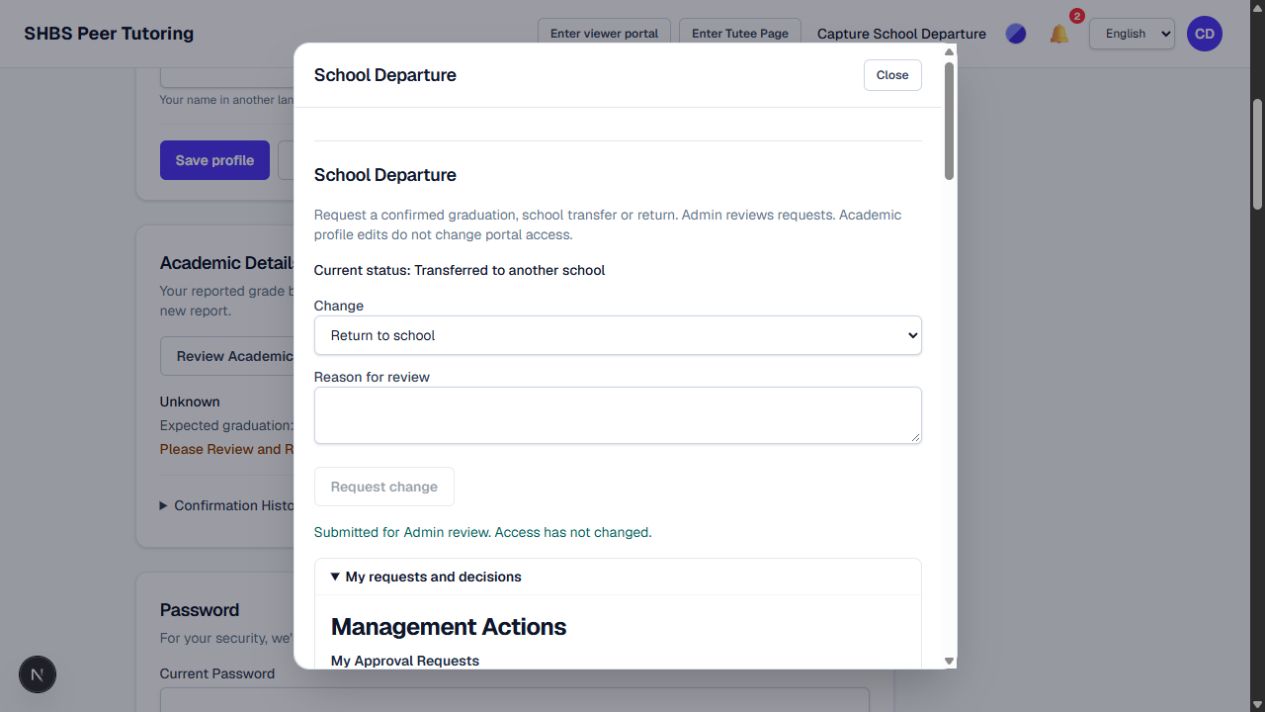 SHBS Peer Tutoring
Enter viewer portal
Enter Tutee Page
Capture School Departure
2
English
CD
School Departure
Close
Your name in another lan
Save profile
School Departure
Request a confirmed graduation, school transfer or return. Admin reviews requests. Academic
profile edits do not change portal access.
Current status: Transferred to another school
Change
Return to school
Reason for review
Request change
Submitted for Admin review. Access has not changed.
My requests and decisions
Management Actions
My Approval Requests
Academic Details
Your reported grade b
new report.
Review Academic
Unknown
Expected graduation:
Please Review and R
Confirmation Histo
Password
For your security, we'
Current Password
N